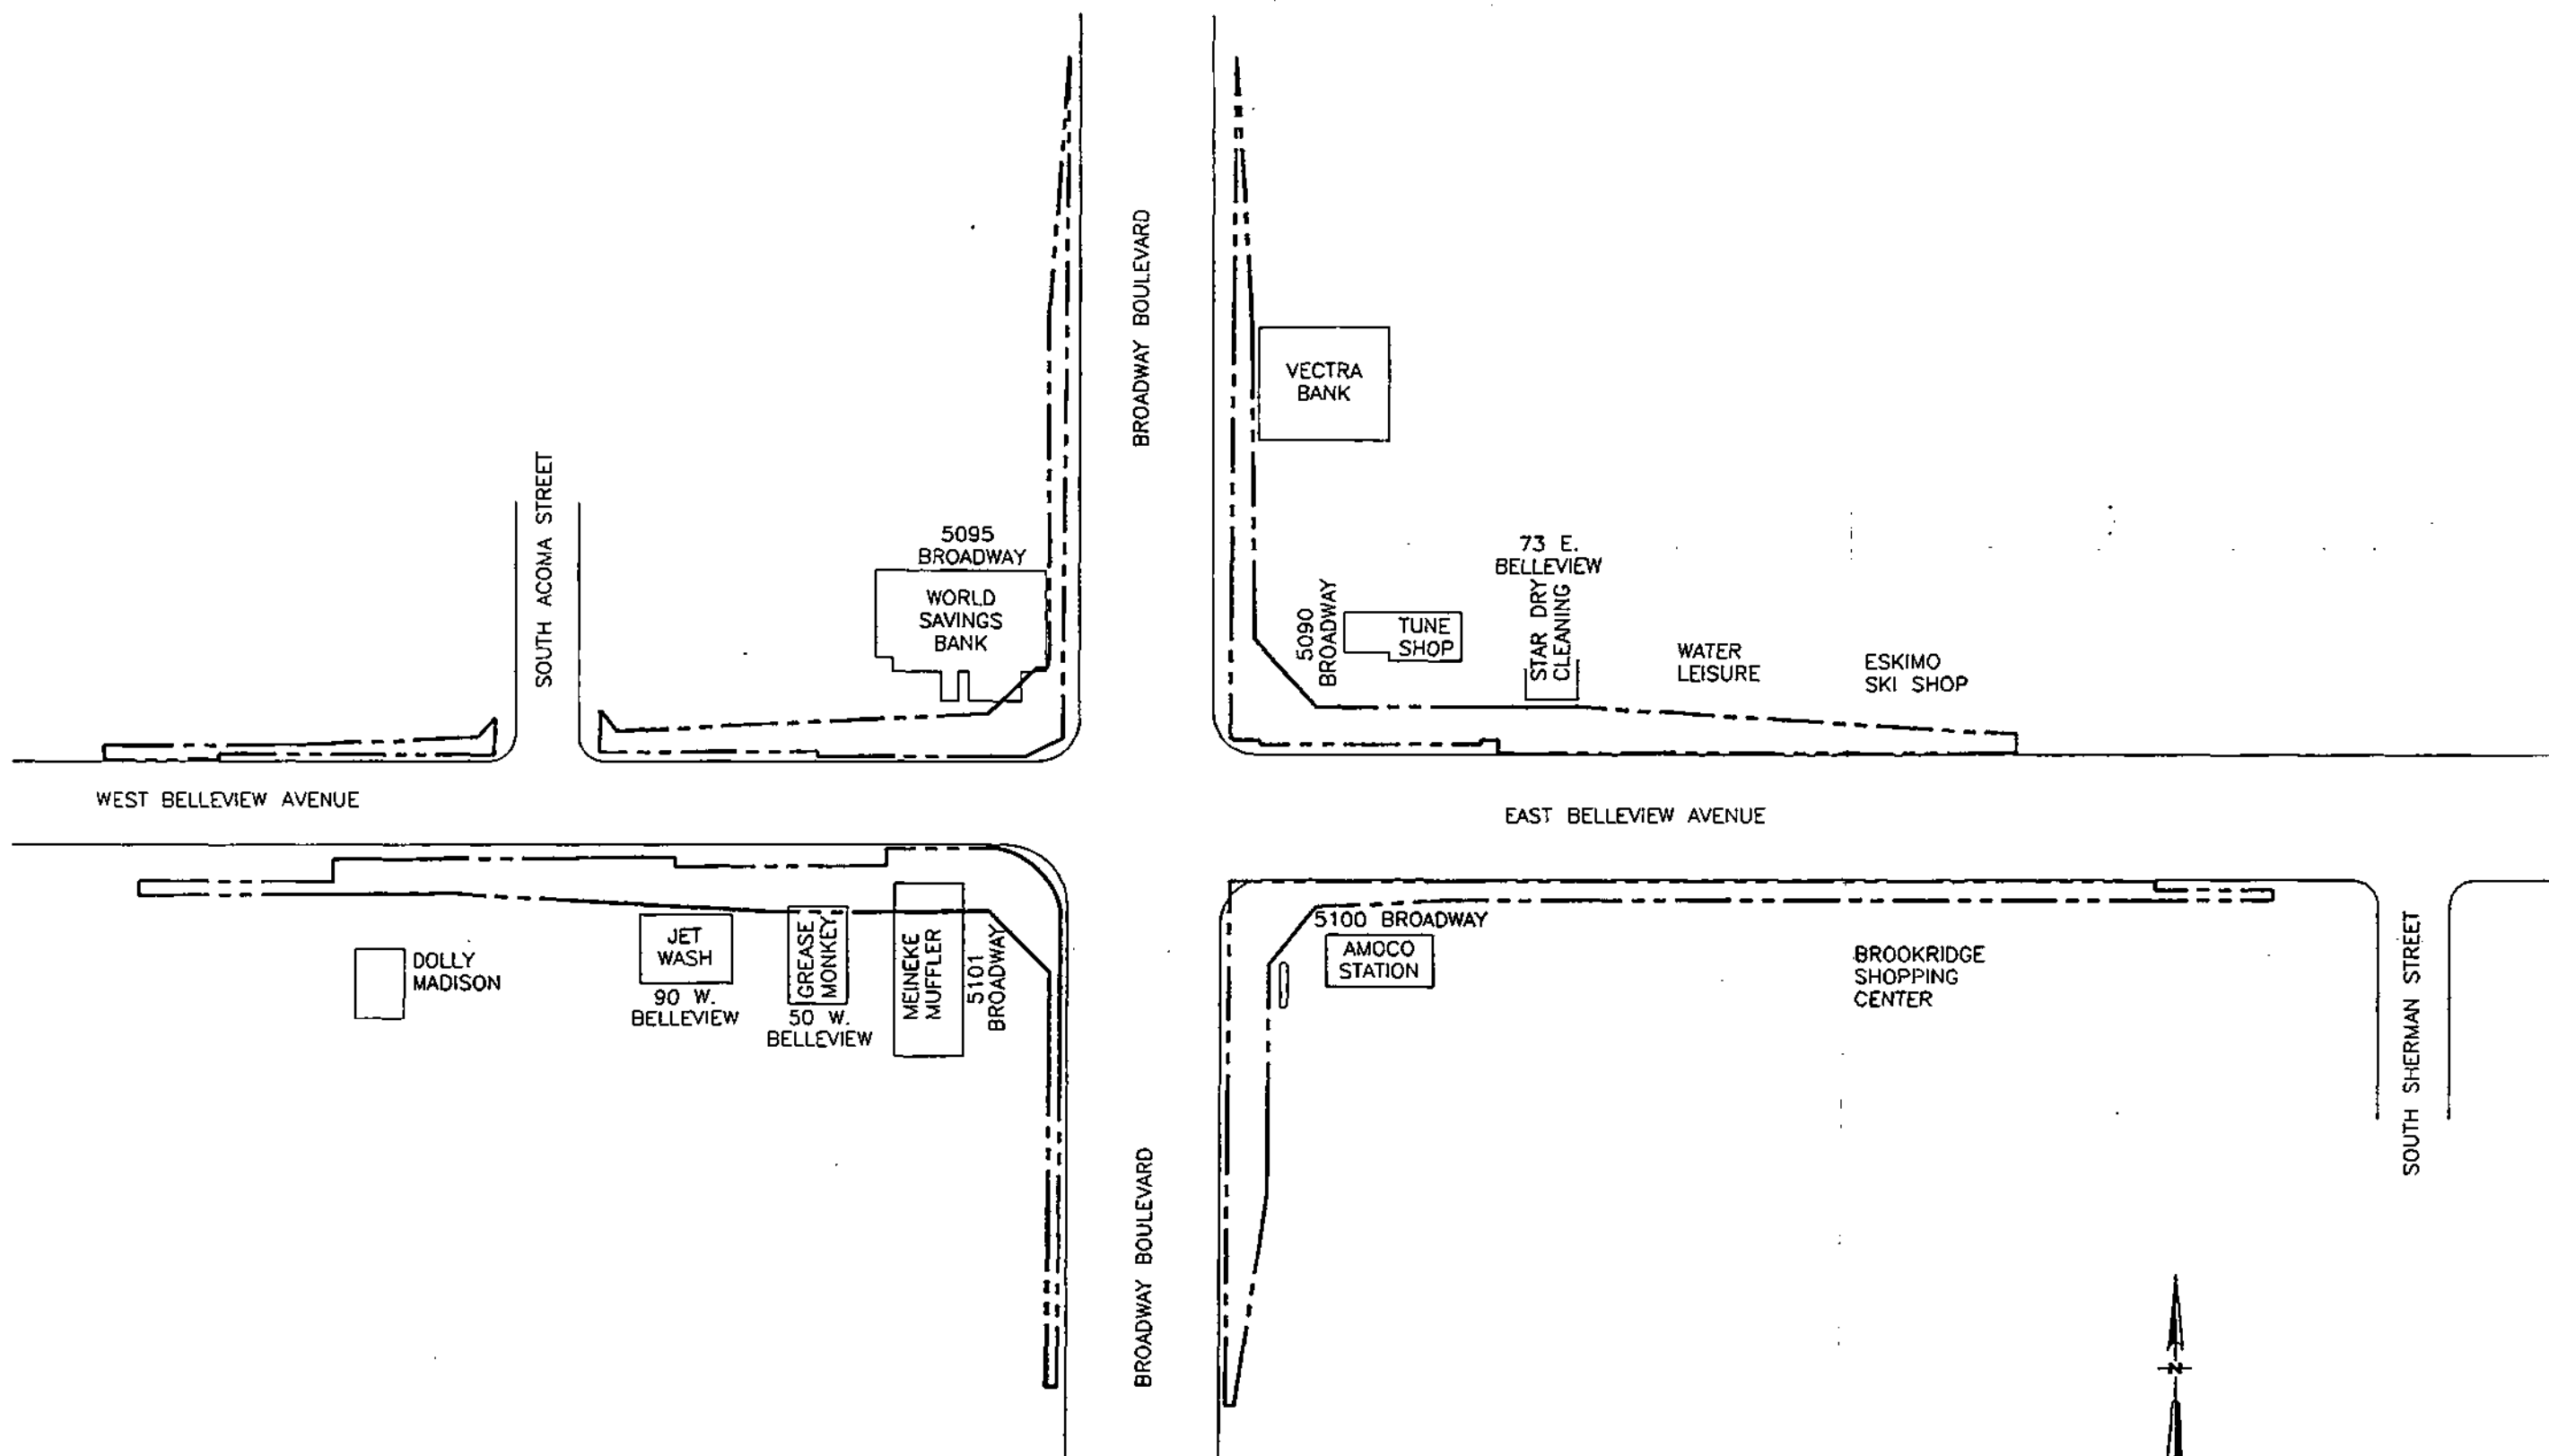 BROADWAY BOULEVARD
VECTRA
BANK
SOUTH ACOMA STREET
5095
BROADWAY
WORLD
SAVINGS
BANK
5090
BROADWAY
TUNE
SHOP
73 E.
BELLEVIEW
STAR DRY
CLEANING
WATER
LEISURE
ESKIMO
SKI SHOP
WEST BELLEVIEW AVENUE
EAST BELLEVIEW AVENUE
DOLLY
MADISON
JET
WASH
90 W.
BELLEVIEW
GREASE
MONKEY
50 W.
BELLEVIEW
MEINEKE
MUFFLER
5101
BROADWAY
5100 BROADWAY
AMOCO
STATION
BROOKRIDGE
SHOPPING
CENTER
SOUTH SHERMAN STREET
BROADWAY BOULEVARD
N